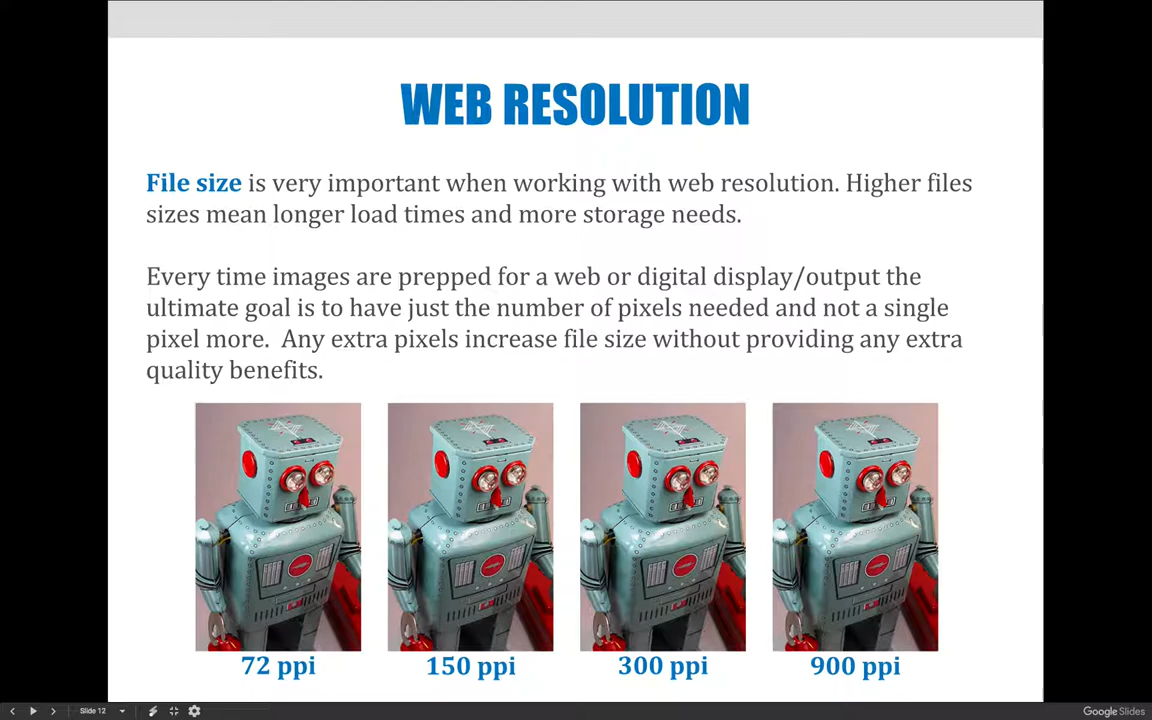 WEB RESOLUTION
File size is very important when working with web resolution. Higher files
sizes mean longer load times and more storage needs.
Every time images are prepped for a web or digital display/output the
ultimate goal is to have just the number of pixels needed and not a single
pixel more.  Any extra pixels increase file size without providing any extra
quality benefits.
72 ppi
150 ppi
300 ppi
900 ppi
Slide 12
Google Slides